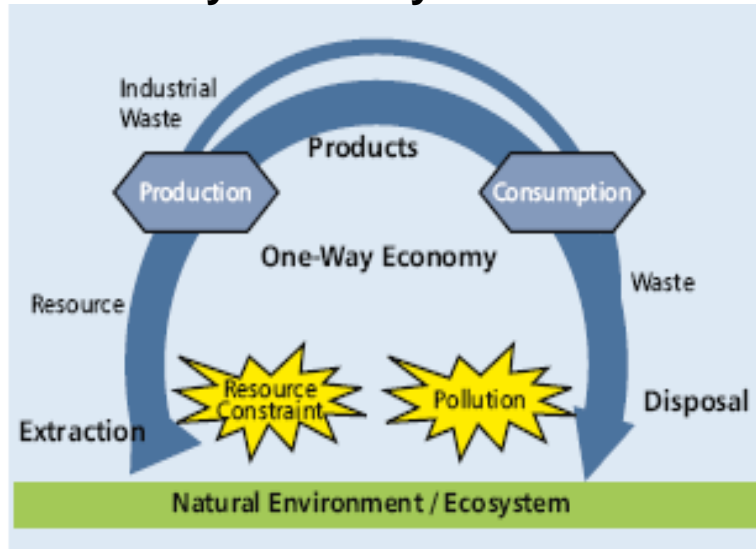 Industrial
Waste
Products
Production
Consumption
One-Way Economy
Resource
Waste
Resource
Constraint
Pollution
Extraction
Disposal
Natural Environment / Ecosystem